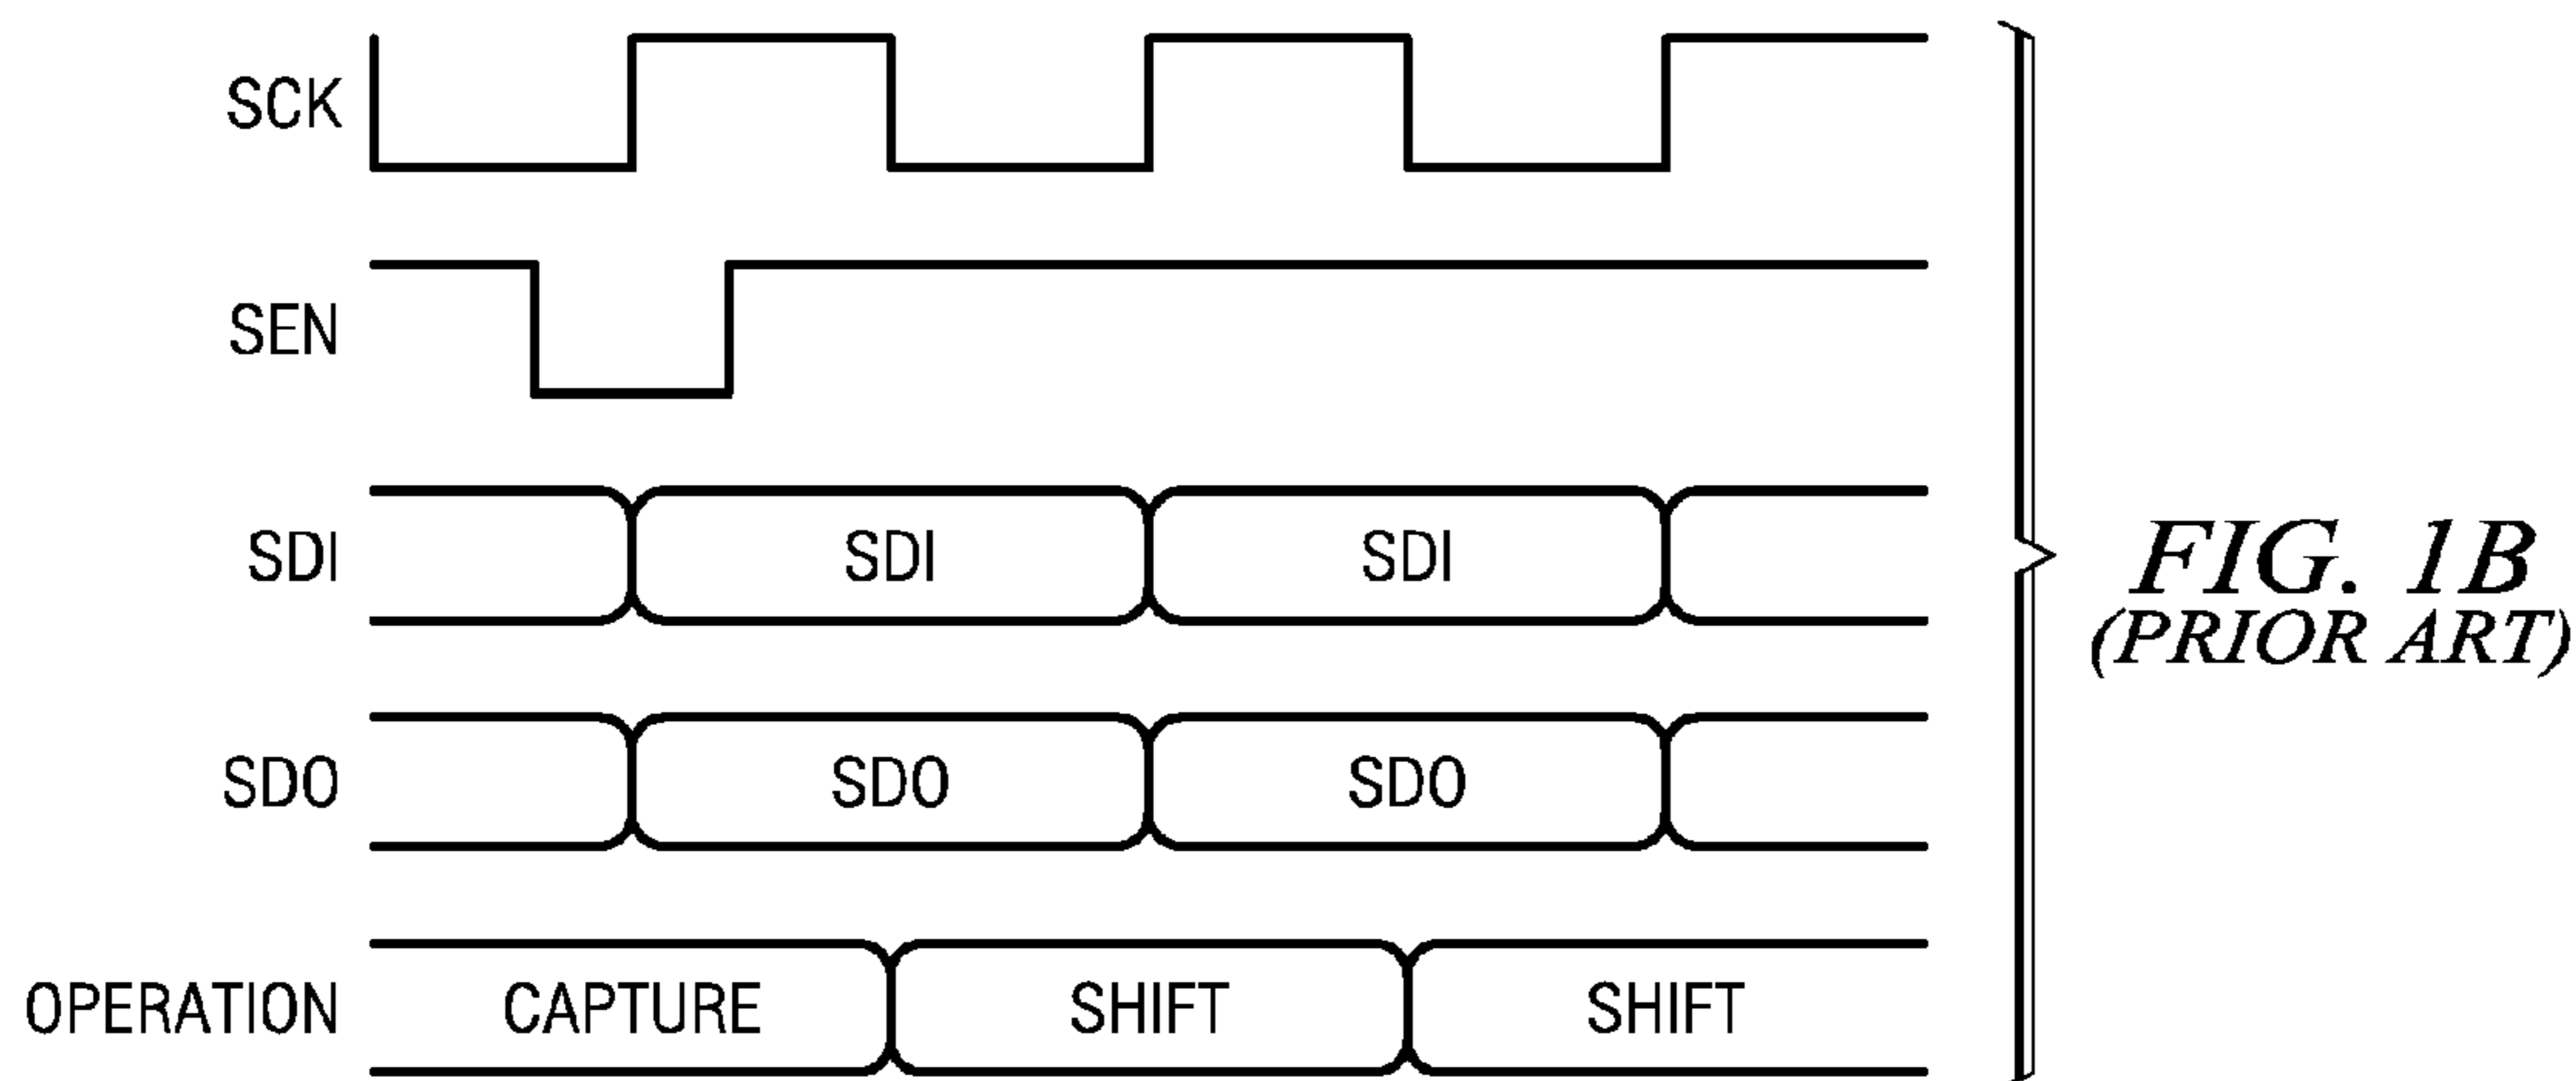 SCK
SEN
SDI SDI SDI
SDO SDO SDO
OPERATION CAPTURE SHIFT SHIFT
FIG. 1B
(PRIOR ART)